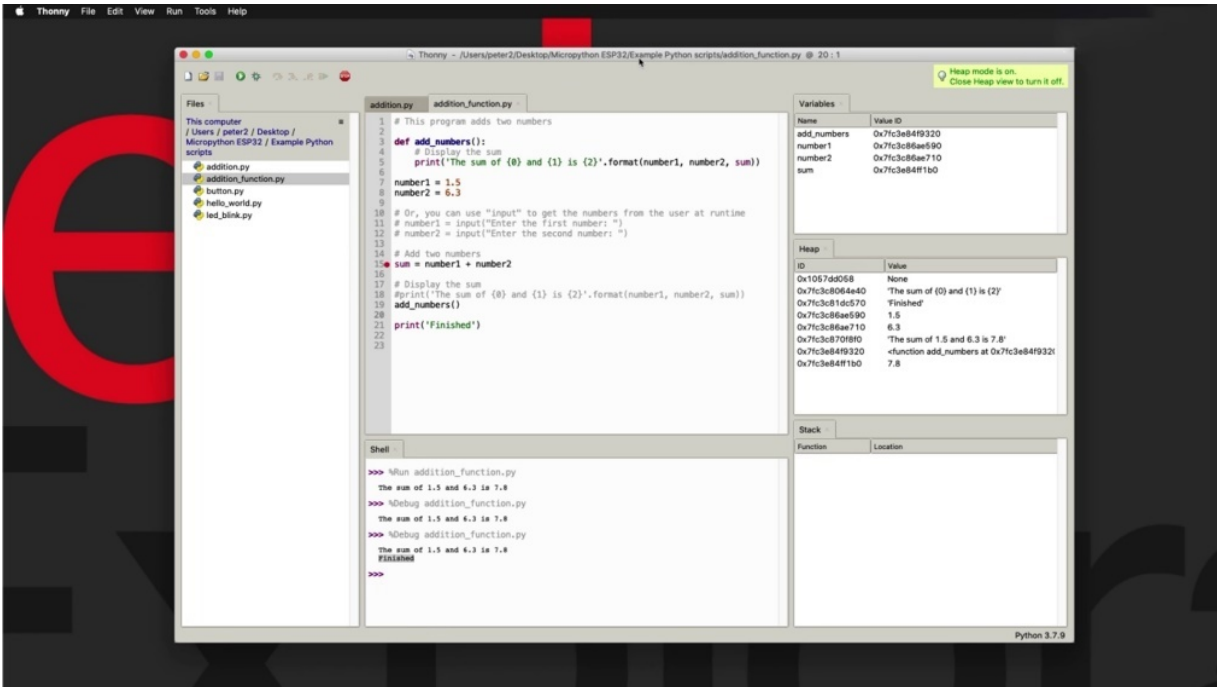 Thonny File Edit View Run Tools Help
Thonny - /Users/peter2/Desktop/Micropython ESP32/Example Python scripts/addition_function.py @ 20 : 1
Heap mode is on.
Close Heap view to turn it off.
Files
This computer
/ Users / peter2 / Desktop /
Micropython ESP32 / Example Python
scripts
addition.py
addition_function.py
button.py
hello_world.py
led_blink.py
addition.py addition_function.py
1 # This program adds two numbers
2
3 def add_numbers():
4 # Display the sum
5 print('The sum of {0} and {1} is {2}'.format(number1, number2, sum))
6
7 number1 = 1.5
8 number2 = 6.3
9
10 # Or, you can use "input" to get the numbers from the user at runtime
11 # number1 = input("Enter the first number: ")
12 # number2 = input("Enter the second number: ")
13
14 # Add two numbers
15 sum = number1 + number2
16
17 # Display the sum
18 #print('The sum of {0} and {1} is {2}'.format(number1, number2, sum))
19 add_numbers()
20
21 print('Finished')
22
23
Shell
>>> %Run addition_function.py
The sum of 1.5 and 6.3 is 7.8
>>> %Debug addition_function.py
The sum of 1.5 and 6.3 is 7.8
>>> %Debug addition_function.py
The sum of 1.5 and 6.3 is 7.8
Finished
>>>
Variables
Name Value ID
add_numbers 0x7fc3e84f9320
number1 0x7fc3c86ae590
number2 0x7fc3c86ae710
sum 0x7fc3e84ff1b0
Heap
ID Value
0x1057dd058 None
0x7fc3c8064e40 'The sum of {0} and {1} is {2}'
0x7fc3c81dc570 'Finished'
0x7fc3c86ae590 1.5
0x7fc3c86ae710 6.3
0x7fc3c870f8f0 'The sum of 1.5 and 6.3 is 7.8'
0x7fc3e84f9320 <function add_numbers at 0x7fc3e84f932(
0x7fc3e84ff1b0 7.8
Stack
Function Location
Python 3.7.9